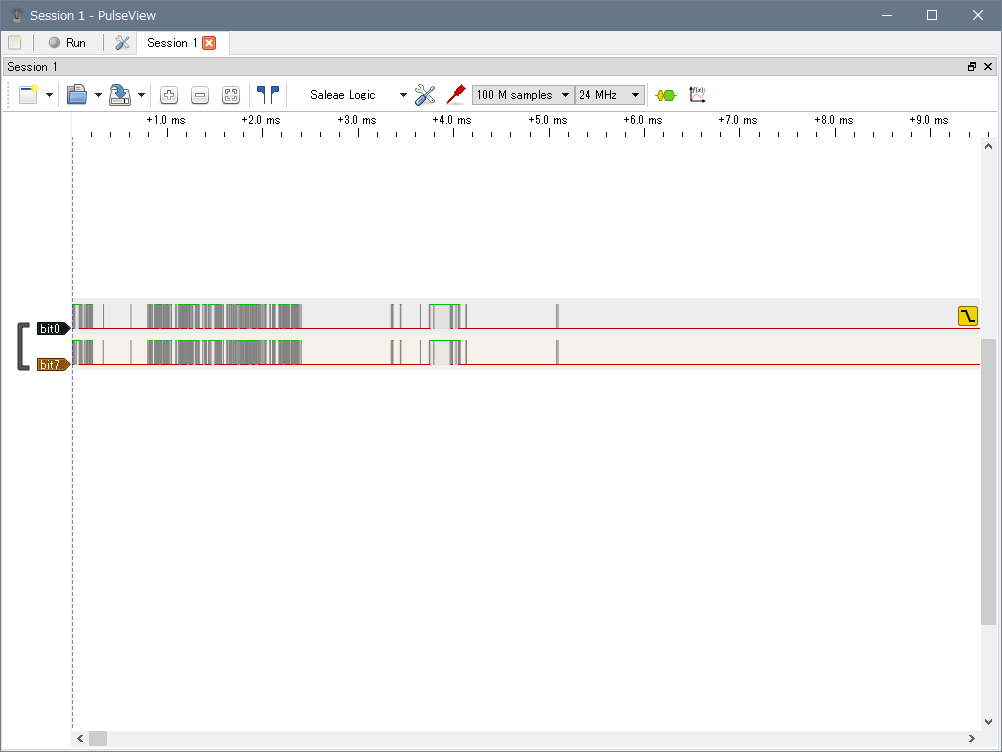 Session 1 - PulseView
Run
Session 1
Session 1
Saleae Logic
100 M samples
24 MHz
+1.0 ms +2.0 ms +3.0 ms +4.0 ms +5.0 ms +6.0 ms +7.0 ms +8.0 ms +9.0 ms
bit0
bit7